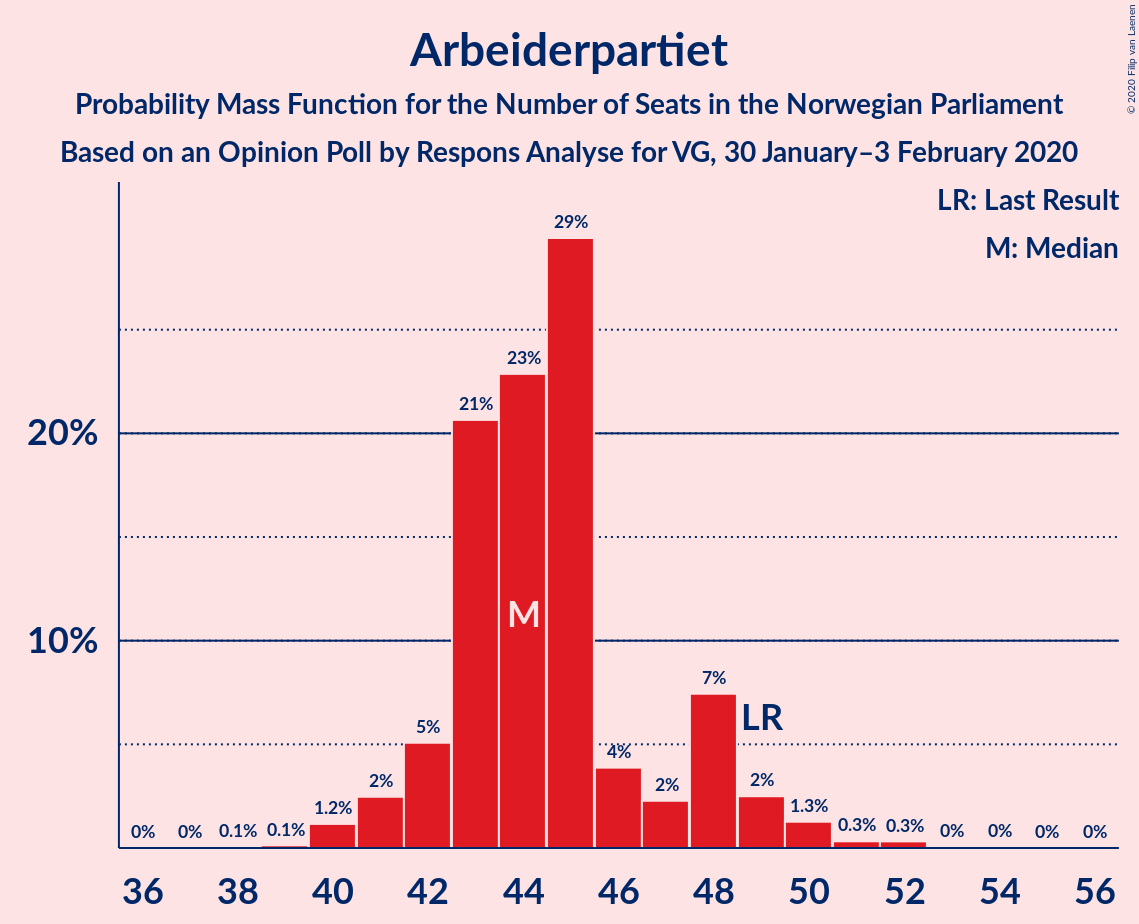 Arbeiderpartiet
Probability Mass Function for the Number of Seats in the Norwegian Parliament
Based on an Opinion Poll by Respons Analyse for VG, 30 January–3 February 2020
© 2020 Filip van Laenen
LR: Last Result
M: Median
20%
10%
0% 0% 0.1% 0.1% 1.2% 2% 5% 21% 23% 29% 4% 2% 7% 2% 1.3% 0.3% 0.3% 0% 0% 0% 0%
M
LR
36 38 40 42 44 46 48 50 52 54 56